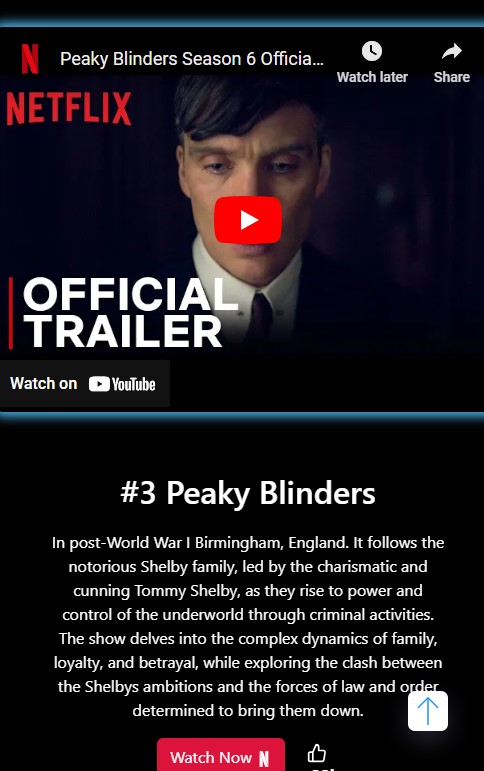 Peaky Blinders Season 6 Officia...
Watch later
Share
NETFLIX
OFFICIAL
TRAILER
Watch on YouTube
#3 Peaky Blinders
In post-World War I Birmingham, England. It follows the
notorious Shelby family, led by the charismatic and
cunning Tommy Shelby, as they rise to power and
control of the underworld through criminal activities.
The show delves into the complex dynamics of family,
loyalty, and betrayal, while exploring the clash between
the Shelbys ambitions and the forces of law and order
determined to bring them down.
Watch Now